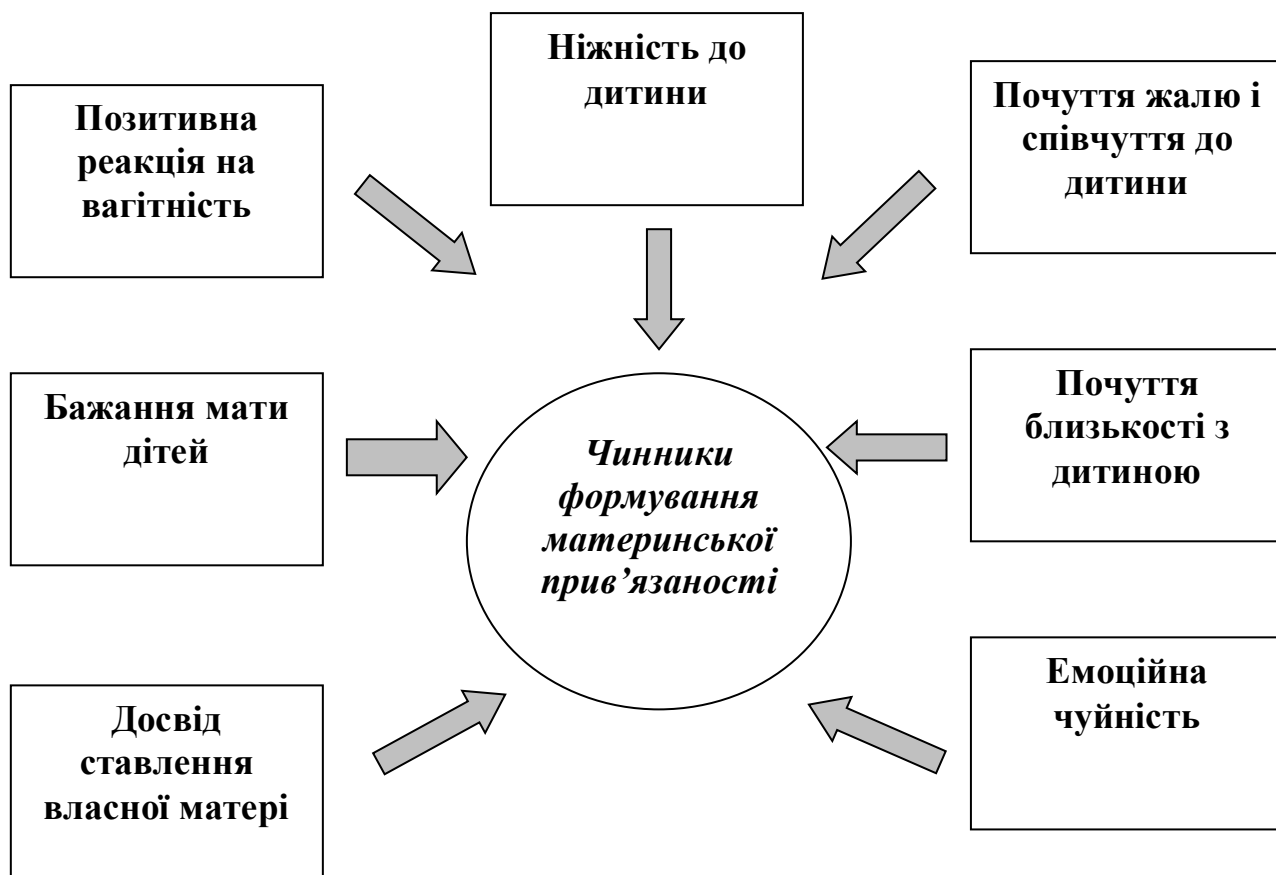 Ніжність до
дитини
Позитивна
реакція на
вагітність
Почуття жалю і
співчуття до
дитини
Бажання мати
дітей
Чинники
формування
материнської
прив’язаності
Почуття
близькості з
дитиною
Досвід
ставлення
власної матері
Емоційна
чуйність